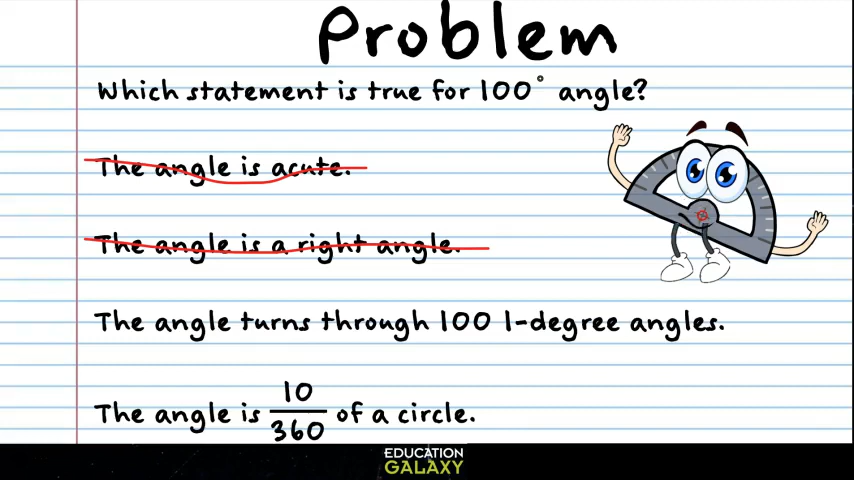 Problem
Which statement is true for 100° angle?
The angle is acute.
The angle is a right angle.
The angle turns through 100 1-degree angles.
The angle is 10/360 of a circle.
EDUCATION
GALAXY